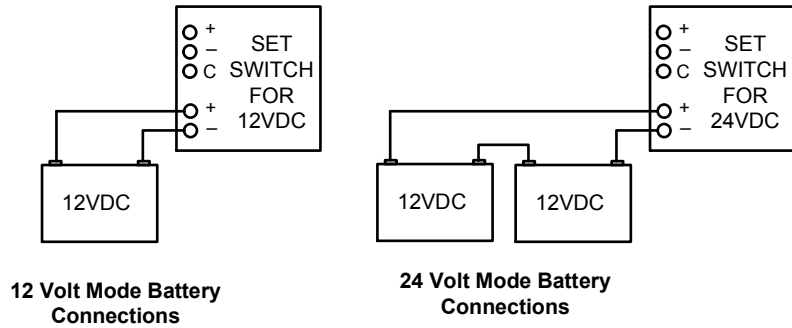 +
–
C
+
–
SET
SWITCH
FOR
12VDC
12VDC
12 Volt Mode Battery
Connections
+
–
C
+
–
SET
SWITCH
FOR
24VDC
12VDC
12VDC
24 Volt Mode Battery
Connections